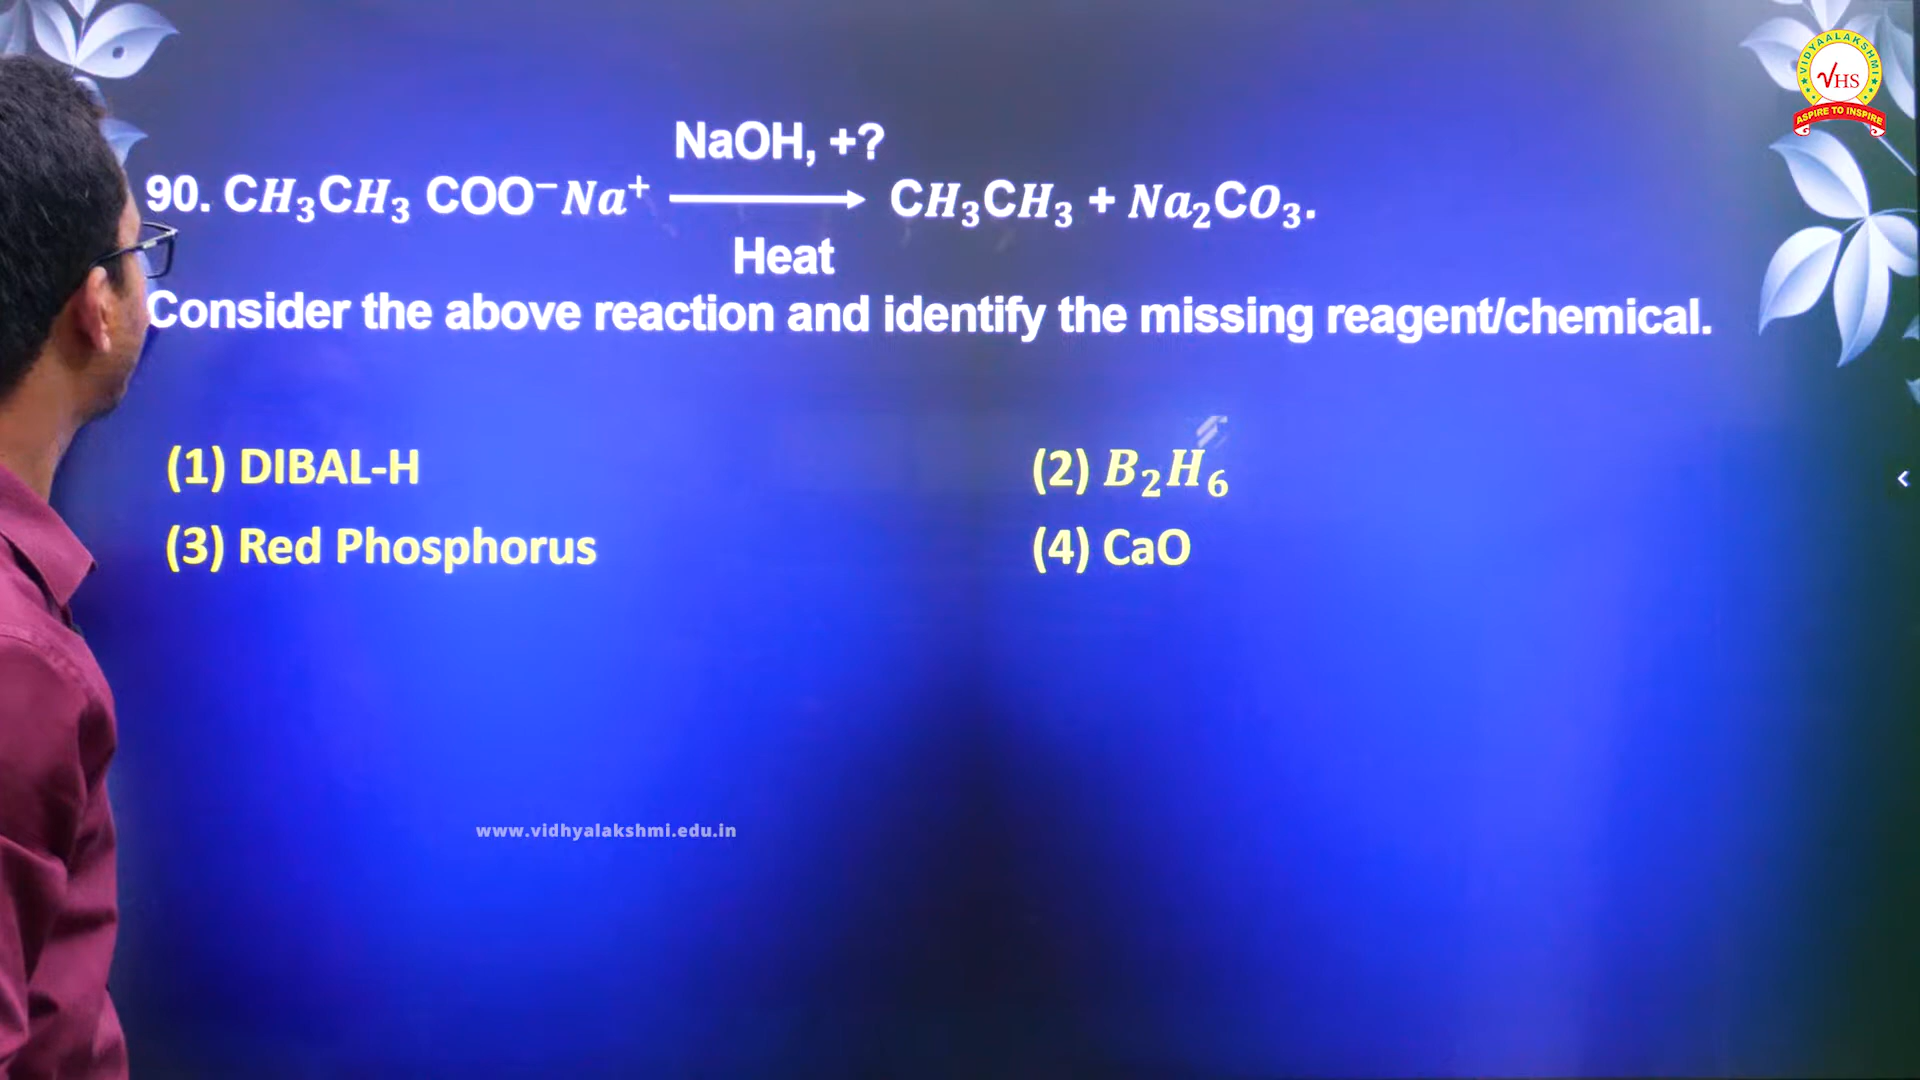 VIDYAALAKSHMI
VHS
ASPIRE TO INSPIRE
NaOH, +?
90. CH₃CH₃ COO⁻Na⁺ ⟶ CH₃CH₃ + Na₂CO₃.
Heat
Consider the above reaction and identify the missing reagent/chemical.
(1) DIBAL-H (2) B₂H₆
(3) Red Phosphorus (4) CaO
www.vidhyalakshmi.edu.in